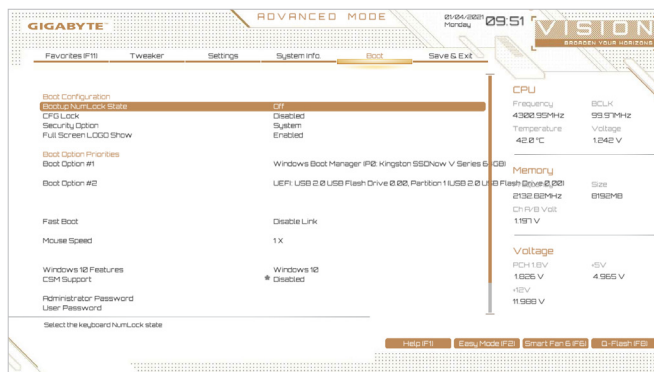 GIGABYTE
ADVANCED MODE
01/04/2021
Monday
09:51
VISION
BROADEN YOUR HORIZONS
Favorites (F11) Tweaker Settings System Info. Boot Save & Exit
Boot Configuration
Bootup NumLock State Off
CFG Lock Disabled
Security Option System
Full Screen LOGO Show Enabled
Boot Option Priorities
Boot Option #1 Windows Boot Manager (P0: Kingston SSDNow V Series 6 GB)
Boot Option #2 UEFI: USB 2.0 USB Flash Drive 0.00, Partition 1 (USB 2.0 USB Flash Drive 0.00)
Fast Boot Disable Link
Mouse Speed 1 X
Windows 10 Features Windows 10
CSM Support Disabled
Administrator Password
User Password
Select the keyboard NumLock state
CPU
Frequency BCLK
4300.95MHz 99.97MHz
Temperature Voltage
42.0 °C 1.242 V
Memory
Size
2132.82MHz 8192MB
Ch A/B Volt
1.197 V
Voltage
PCH 1.8V +5V
1.826 V 4.965 V
+12V
11.988 V
Help (F1) Easy Mode (F2) Smart Fan 6 (F6) Q-Flash (F8)